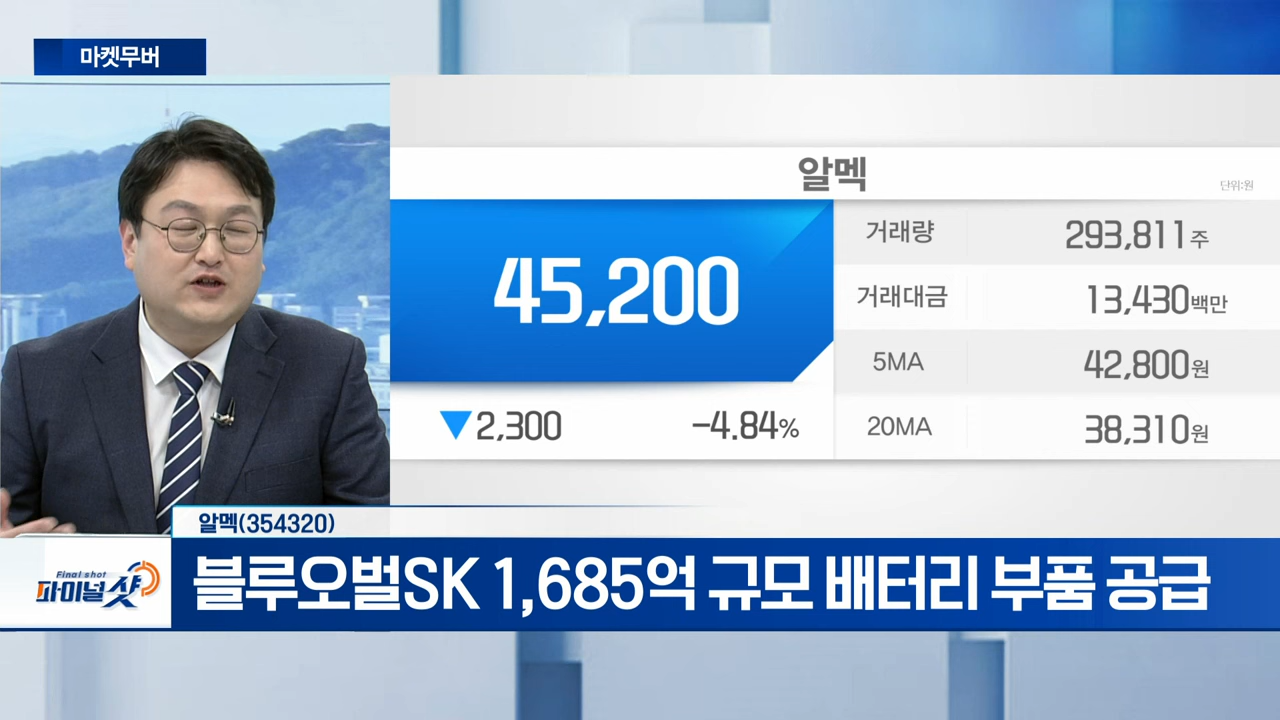 마켓무버
알멕
단위:원
45,200
▼2,300 -4.84%
거래량 293,811주
거래대금 13,430백만
5MA 42,800원
20MA 38,310원
알멕(354320)
Final shot
파이널샷
블루오벌SK 1,685억 규모 배터리 부품 공급